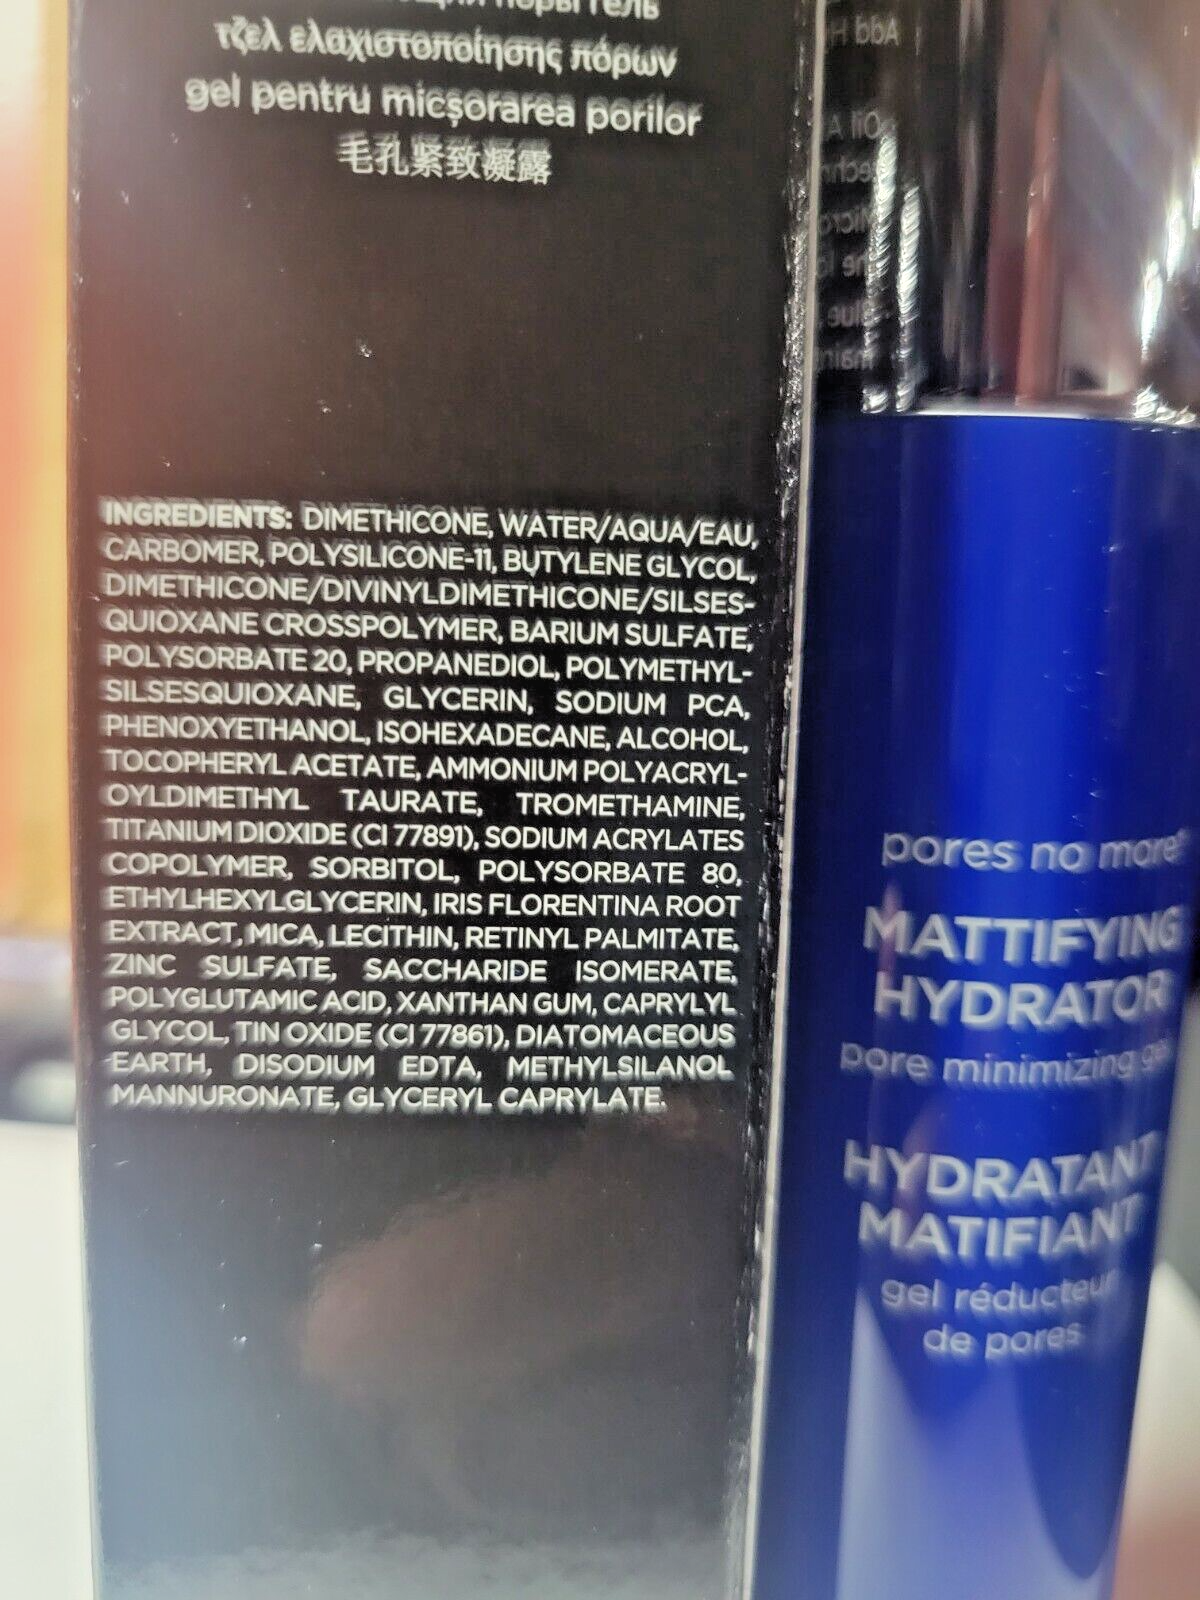 гель
τζελ ελαχιστοποίησης πόρων
gel pentru micșorarea porilor
毛孔紧致凝露
INGREDIENTS: DIMETHICONE, WATER/AQUA/EAU,
CARBOMER, POLYSILICONE-11, BUTYLENE GLYCOL,
DIMETHICONE/DIVINYLDIMETHICONE/SILSES-
QUIOXANE CROSSPOLYMER, BARIUM SULFATE,
POLYSORBATE 20, PROPANEDIOL, POLYMETHYL-
SILSESQUIOXANE, GLYCERIN, SODIUM PCA,
PHENOXYETHANOL, ISOHEXADECANE, ALCOHOL,
TOCOPHERYL ACETATE, AMMONIUM POLYACRYL-
OYLDIMETHYL TAURATE, TROMETHAMINE,
TITANIUM DIOXIDE (CI 77891), SODIUM ACRYLATES
COPOLYMER, SORBITOL, POLYSORBATE 80,
ETHYLHEXYLGLYCERIN, IRIS FLORENTINA ROOT
EXTRACT, MICA, LECITHIN, RETINYL PALMITATE,
ZINC SULFATE, SACCHARIDE ISOMERATE,
POLYGLUTAMIC ACID, XANTHAN GUM, CAPRYLYL
GLYCOL, TIN OXIDE (CI 77861), DIATOMACEOUS
EARTH, DISODIUM EDTA, METHYLSILANOL
MANNURONATE, GLYCERYL CAPRYLATE.
pores no more
MATTIFYING
HYDRATOR
pore minimizing gel
HYDRATANT
MATIFIANT
gel réducteur
de pores